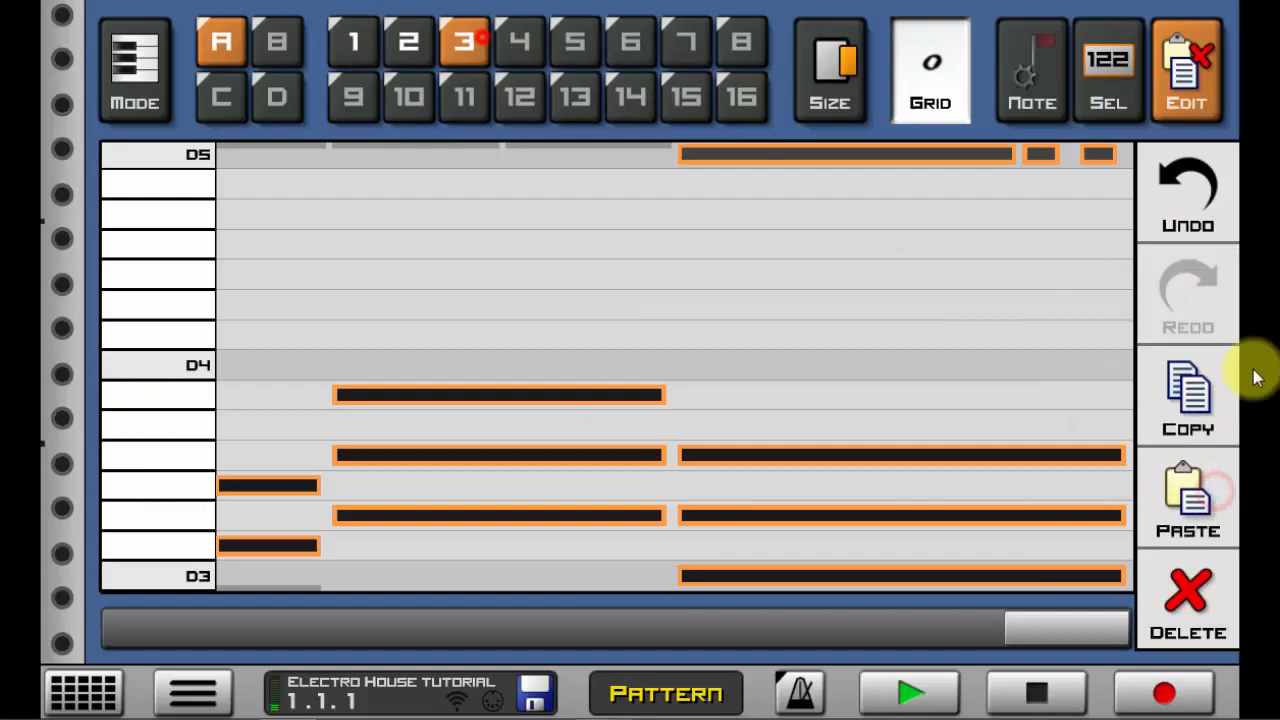 A B 1 2 3 4 5 6 7 8
C D 9 10 11 12 13 14 15 16
MODE SIZE GRID NOTE 122 SEL EDIT
D5
UNDO
REDO
D4
COPY
PASTE
D3
DELETE
ELECTRO HOUSE TUTORIAL
1.1.1
PATTERN